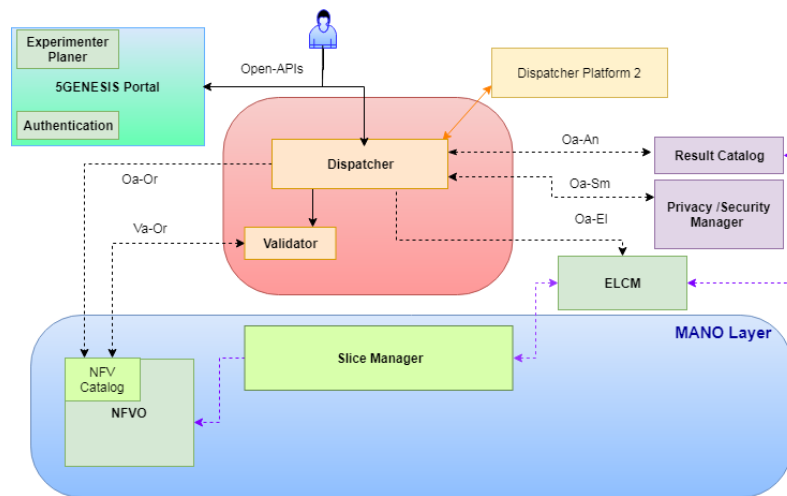 Experimenter
Planer
5GENESIS Portal
Authentication
Open-APIs
Dispatcher Platform 2
Dispatcher
Validator
Oa-An
Oa-Sm
Oa-El
Oa-Or
Va-Or
Result Catalog
Privacy /Security
Manager
ELCM
MANO Layer
Slice Manager
NFV
Catalog
NFVO